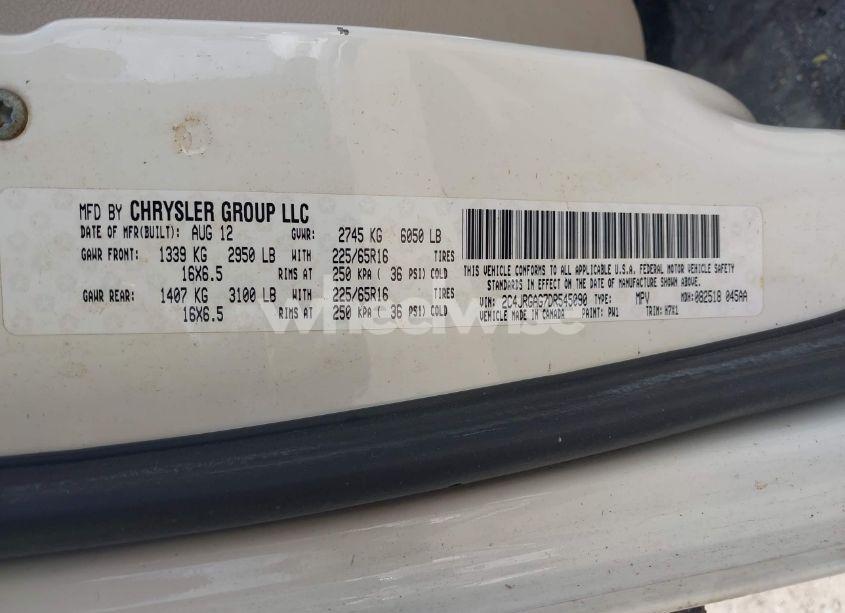 MFD BY CHRYSLER GROUP LLC
DATE OF MFR(BUILT): AUG 12 GVWR: 2745 KG 6050 LB
GAWR FRONT: 1339 KG 2950 LB WITH 225/65R16 TIRES
16X6.5 RIMS AT 250 KPA ( 36 PSI) COLD
GAWR REAR: 1407 KG 3100 LB WITH 225/65R16 TIRES
16X6.5 RIMS AT 250 KPA ( 36 PSI) COLD
THIS VEHICLE CONFORMS TO ALL APPLICABLE U.S.A. FEDERAL MOTOR VEHICLE SAFETY
STANDARDS IN EFFECT ON THE DATE OF MANUFACTURE SHOWN ABOVE.
VIN: 2C4JRGAG7DR545090 TYPE: MPV MDH: 082518 045AA
VEHICLE MADE IN CANADA PAINT: PW1 TRIM: H7X1
wheelwise